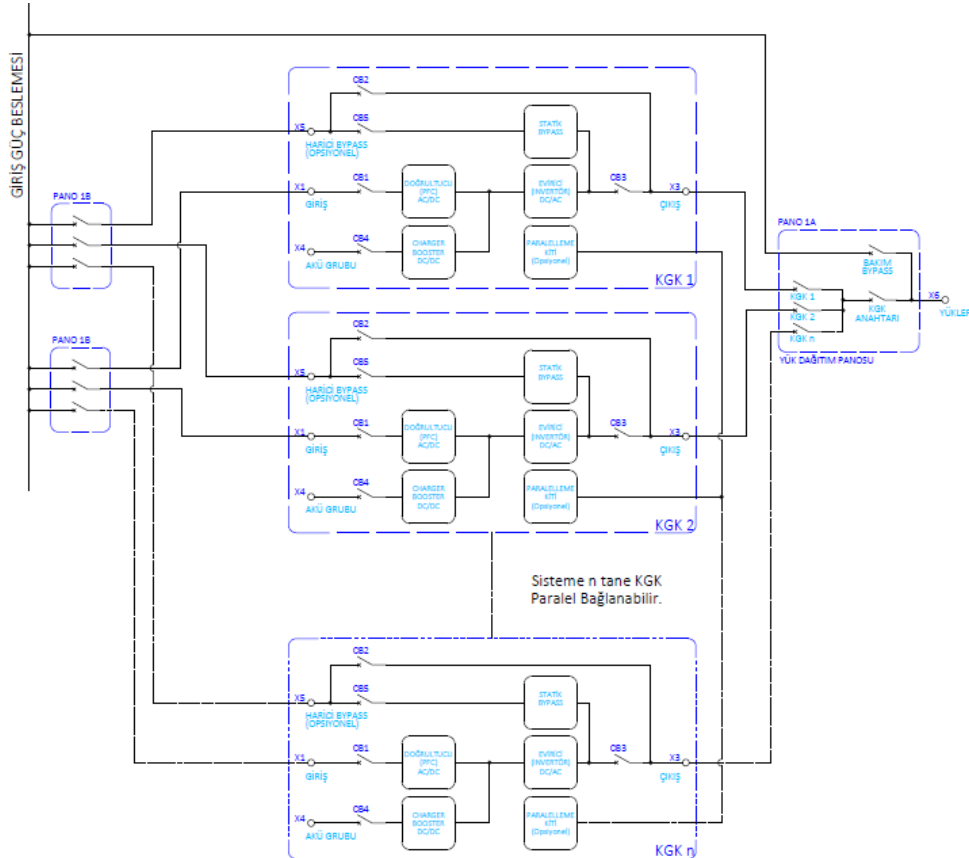 GİRİŞ GÜÇ BESLEMESİ
PANO 1B
PANO 1B
CB2
X5
CB5
HARİCİ BYPASS
(OPSİYONEL)
STATİK
BYPASS
X1
CB1
GİRİŞ
DOĞRULTUCU
(PFC)
AC/DC
EVİRİCİ
(INVERTÖR)
DC/AC
CB3
X3
ÇIKIŞ
X4
CB4
AKÜ GRUBU
CHARGER
BOOSTER
DC/DC
PARALELLEME
KİTİ
(Opsiyonel)
KGK 1
CB2
X5
CB5
HARİCİ BYPASS
(OPSİYONEL)
STATİK
BYPASS
X1
CB1
GİRİŞ
DOĞRULTUCU
(PFC)
AC/DC
EVİRİCİ
(INVERTÖR)
DC/AC
CB3
X3
ÇIKIŞ
X4
CB4
AKÜ GRUBU
CHARGER
BOOSTER
DC/DC
PARALELLEME
KİTİ
(Opsiyonel)
KGK 2
Sisteme n tane KGK
Paralel Bağlanabilir.
CB2
X5
CB5
HARİCİ BYPASS
(OPSİYONEL)
STATİK
BYPASS
X1
CB1
GİRİŞ
DOĞRULTUCU
(PFC)
AC/DC
EVİRİCİ
(INVERTÖR)
DC/AC
CB3
X3
ÇIKIŞ
X4
CB4
AKÜ GRUBU
CHARGER
BOOSTER
DC/DC
PARALELLEME
KİTİ
(Opsiyonel)
KGK n
PANO 1A
BAKIM
BYPASS
KGK 1
KGK 2
KGK n
KGK
ANAHTARI
X6
YÜKLER
YÜK DAĞITIM PANOSU